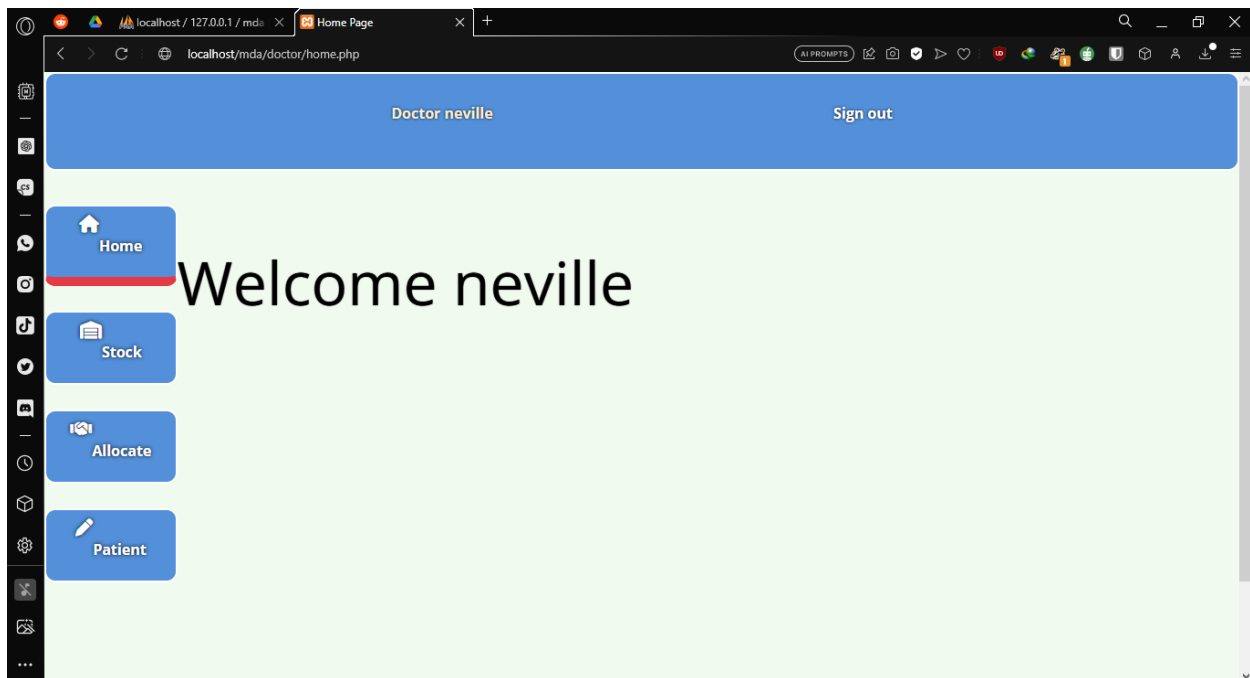 localhost / 127.0.0.1 / mda
Home Page
localhost/mda/doctor/home.php
AI PROMPTS
Doctor neville
Sign out
Home
Welcome neville
Stock
Allocate
Patient